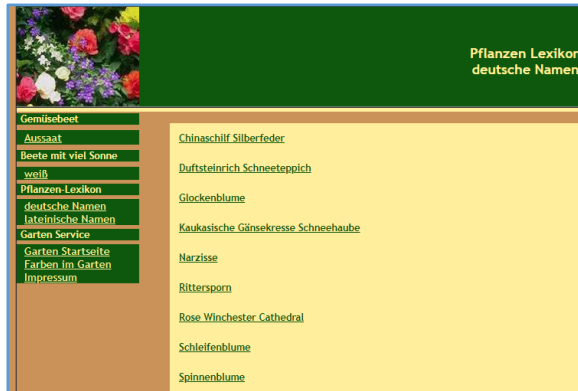 Pflanzen Lexikon
deutsche Namen
Gemüsebeet
Aussaat
Beete mit viel Sonne
weiß
Pflanzen-Lexikon
deutsche Namen
lateinische Namen
Garten Service
Garten Startseite
Farben im Garten
Impressum
Chinaschilf Silberfeder
Duftsteinrich Schneeteppich
Glockenblume
Kaukasische Gänsekresse Schneehaube
Narzisse
Rittersporn
Rose Winchester Cathedral
Schleifenblume
Spinnenblume